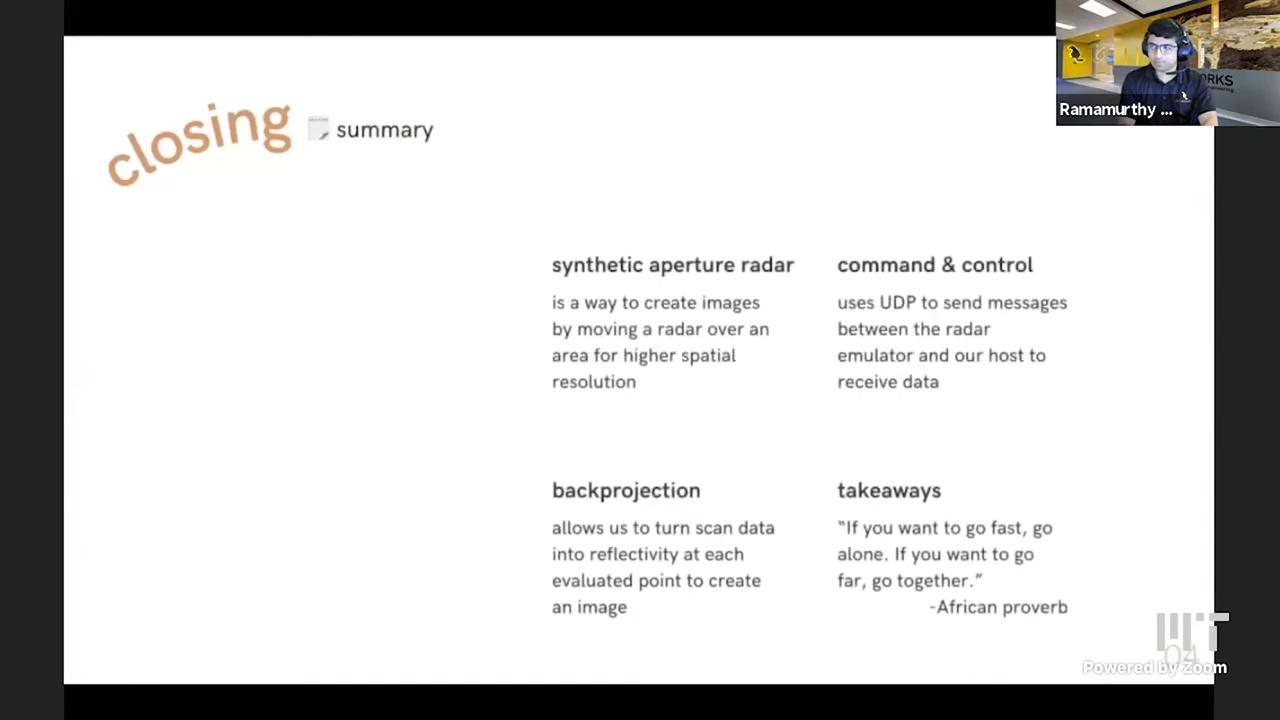 closing summary
synthetic aperture radar
is a way to create images
by moving a radar over an
area for higher spatial
resolution
command & control
uses UDP to send messages
between the radar
emulator and our host to
receive data
backprojection
allows us to turn scan data
into reflectivity at each
evaluated point to create
an image
takeaways
“If you want to go fast, go
alone. If you want to go
far, go together.”
-African proverb
Ramamurthy ...
MIT
04
Powered by Zoom